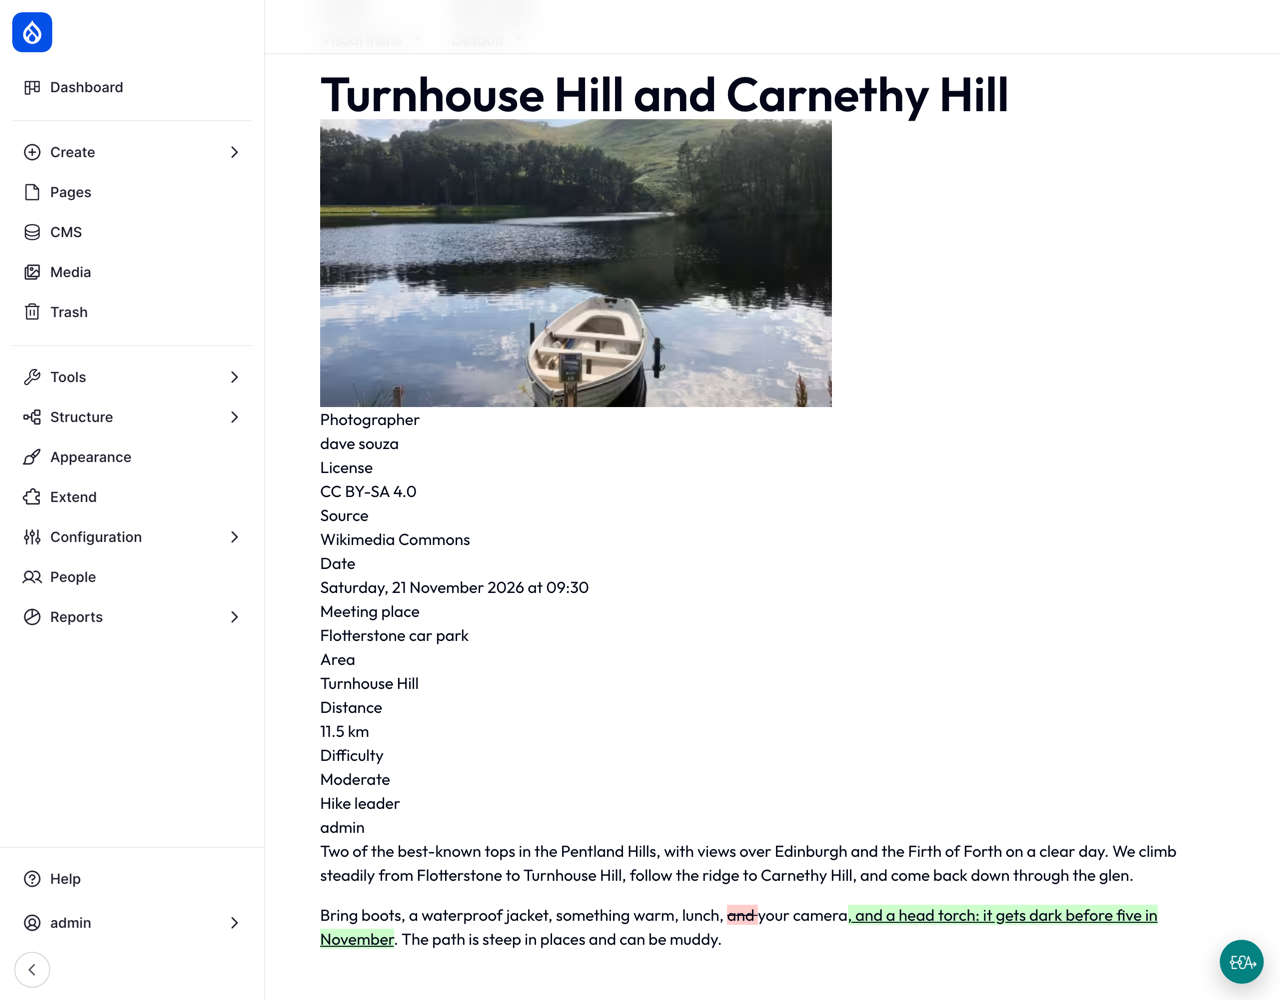 Dashboard
Create
Pages
CMS
Media
Trash
Tools
Structure
Appearance
Extend
Configuration
People
Reports
Help
admin
Visual Inline
Default
Turnhouse Hill and Carnethy Hill
Photographer
dave souza
License
CC BY-SA 4.0
Source
Wikimedia Commons
Date
Saturday, 21 November 2026 at 09:30
Meeting place
Flotterstone car park
Area
Turnhouse Hill
Distance
11.5 km
Difficulty
Moderate
Hike leader
admin
Two of the best-known tops in the Pentland Hills, with views over Edinburgh and the Firth of Forth on a clear day. We climb
steadily from Flotterstone to Turnhouse Hill, follow the ridge to Carnethy Hill, and come back down through the glen.
Bring boots, a waterproof jacket, something warm, lunch, and your camera, and a head torch: it gets dark before five in
November. The path is steep in places and can be muddy.
ECA